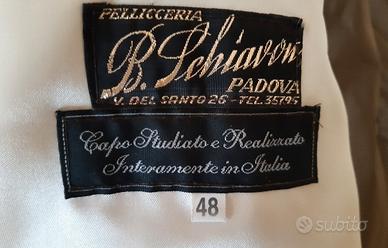 PELLICCERIA
B. Schiavon
PADOVA
V. DEL SANTO 26 - TEL. 35795
Capo Studiato e Realizzato
Interamente in Italia
48
subito